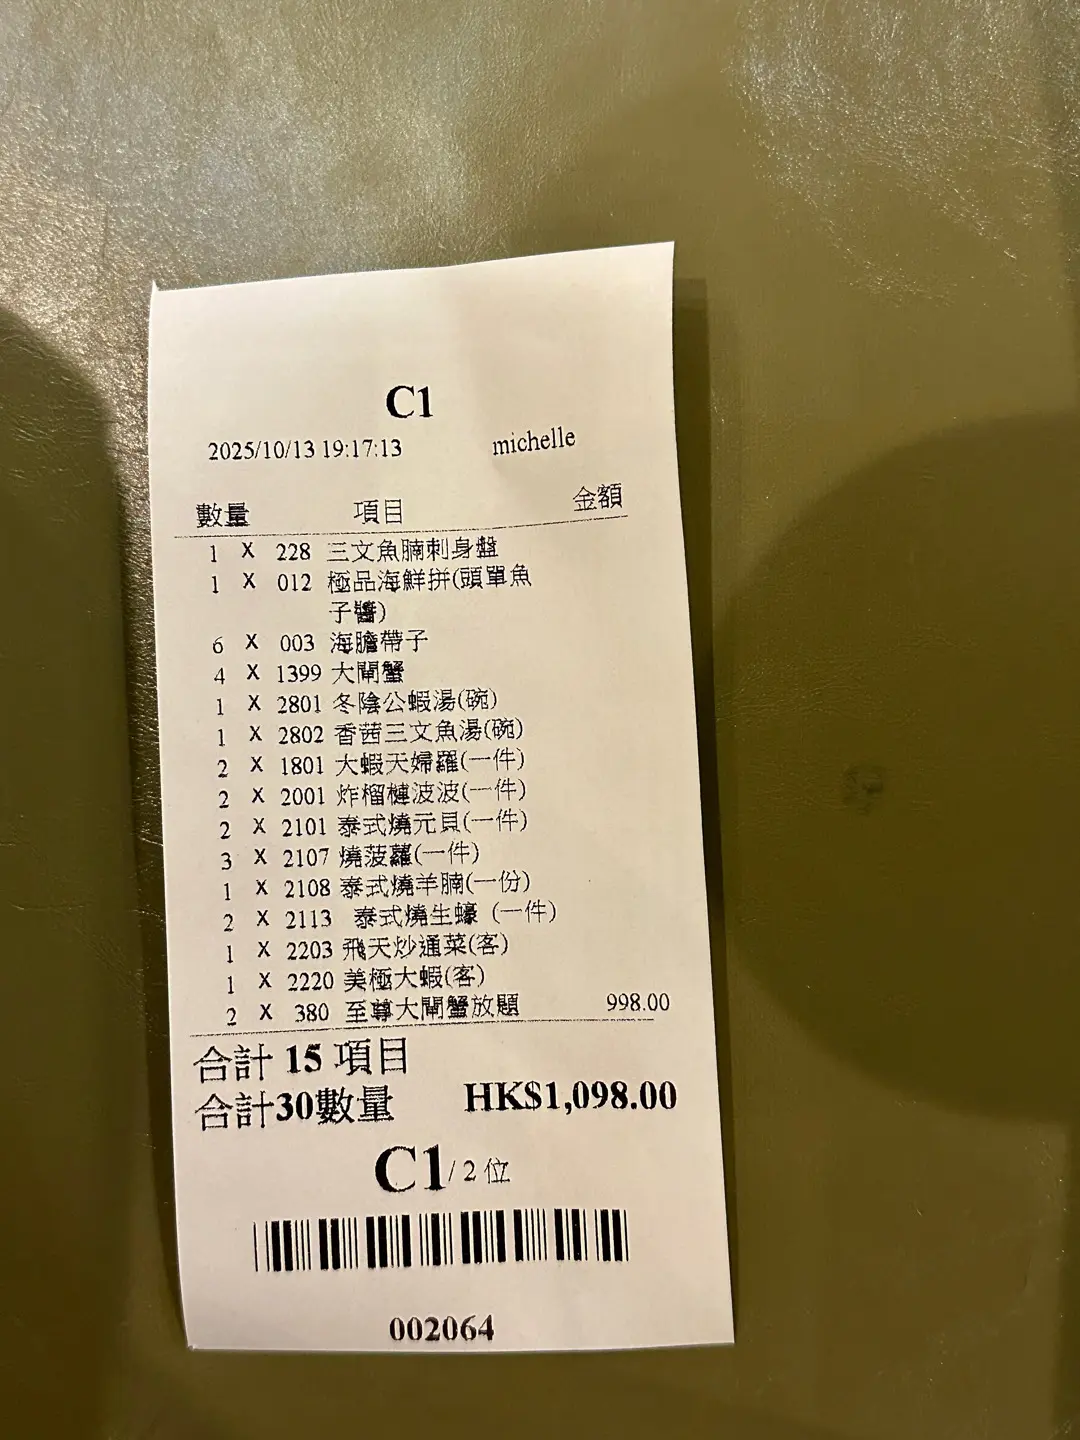 C1
2025/10/13 19:17:13 michelle
數量 項目 金額
1 X 228 三文魚腩刺身盤
1 X 012 極品海鮮拼(頭單魚
子醬)
6 X 003 海膽帶子
4 X 1399 大閘蟹
1 X 2801 冬陰公蝦湯(碗)
1 X 2802 香茜三文魚湯(碗)
2 X 1801 大蝦天婦羅(一件)
2 X 2001 炸榴槤波波(一件)
2 X 2101 泰式燒元貝(一件)
3 X 2107 燒菠蘿(一件)
1 X 2108 泰式燒羊腩(一份)
2 X 2113 泰式燒生蠔 (一件)
1 X 2203 飛天炒通菜(客)
1 X 2220 美極大蝦(客)
2 X 380 至尊大閘蟹放題 998.00
合計 15 項目
合計30數量 HK$1,098.00
C1/ 2 位
002064